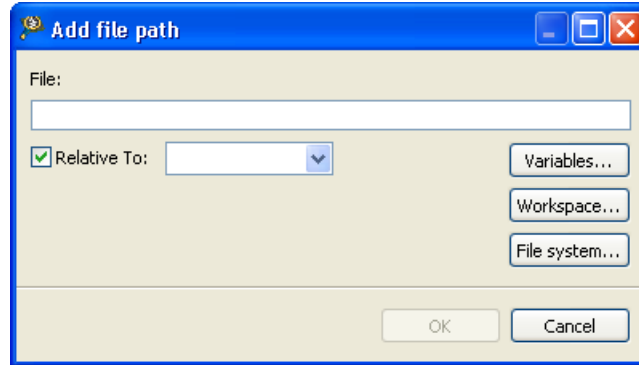 Add file path
File:
Relative To:
Variables...
Workspace...
File system...
OK
Cancel